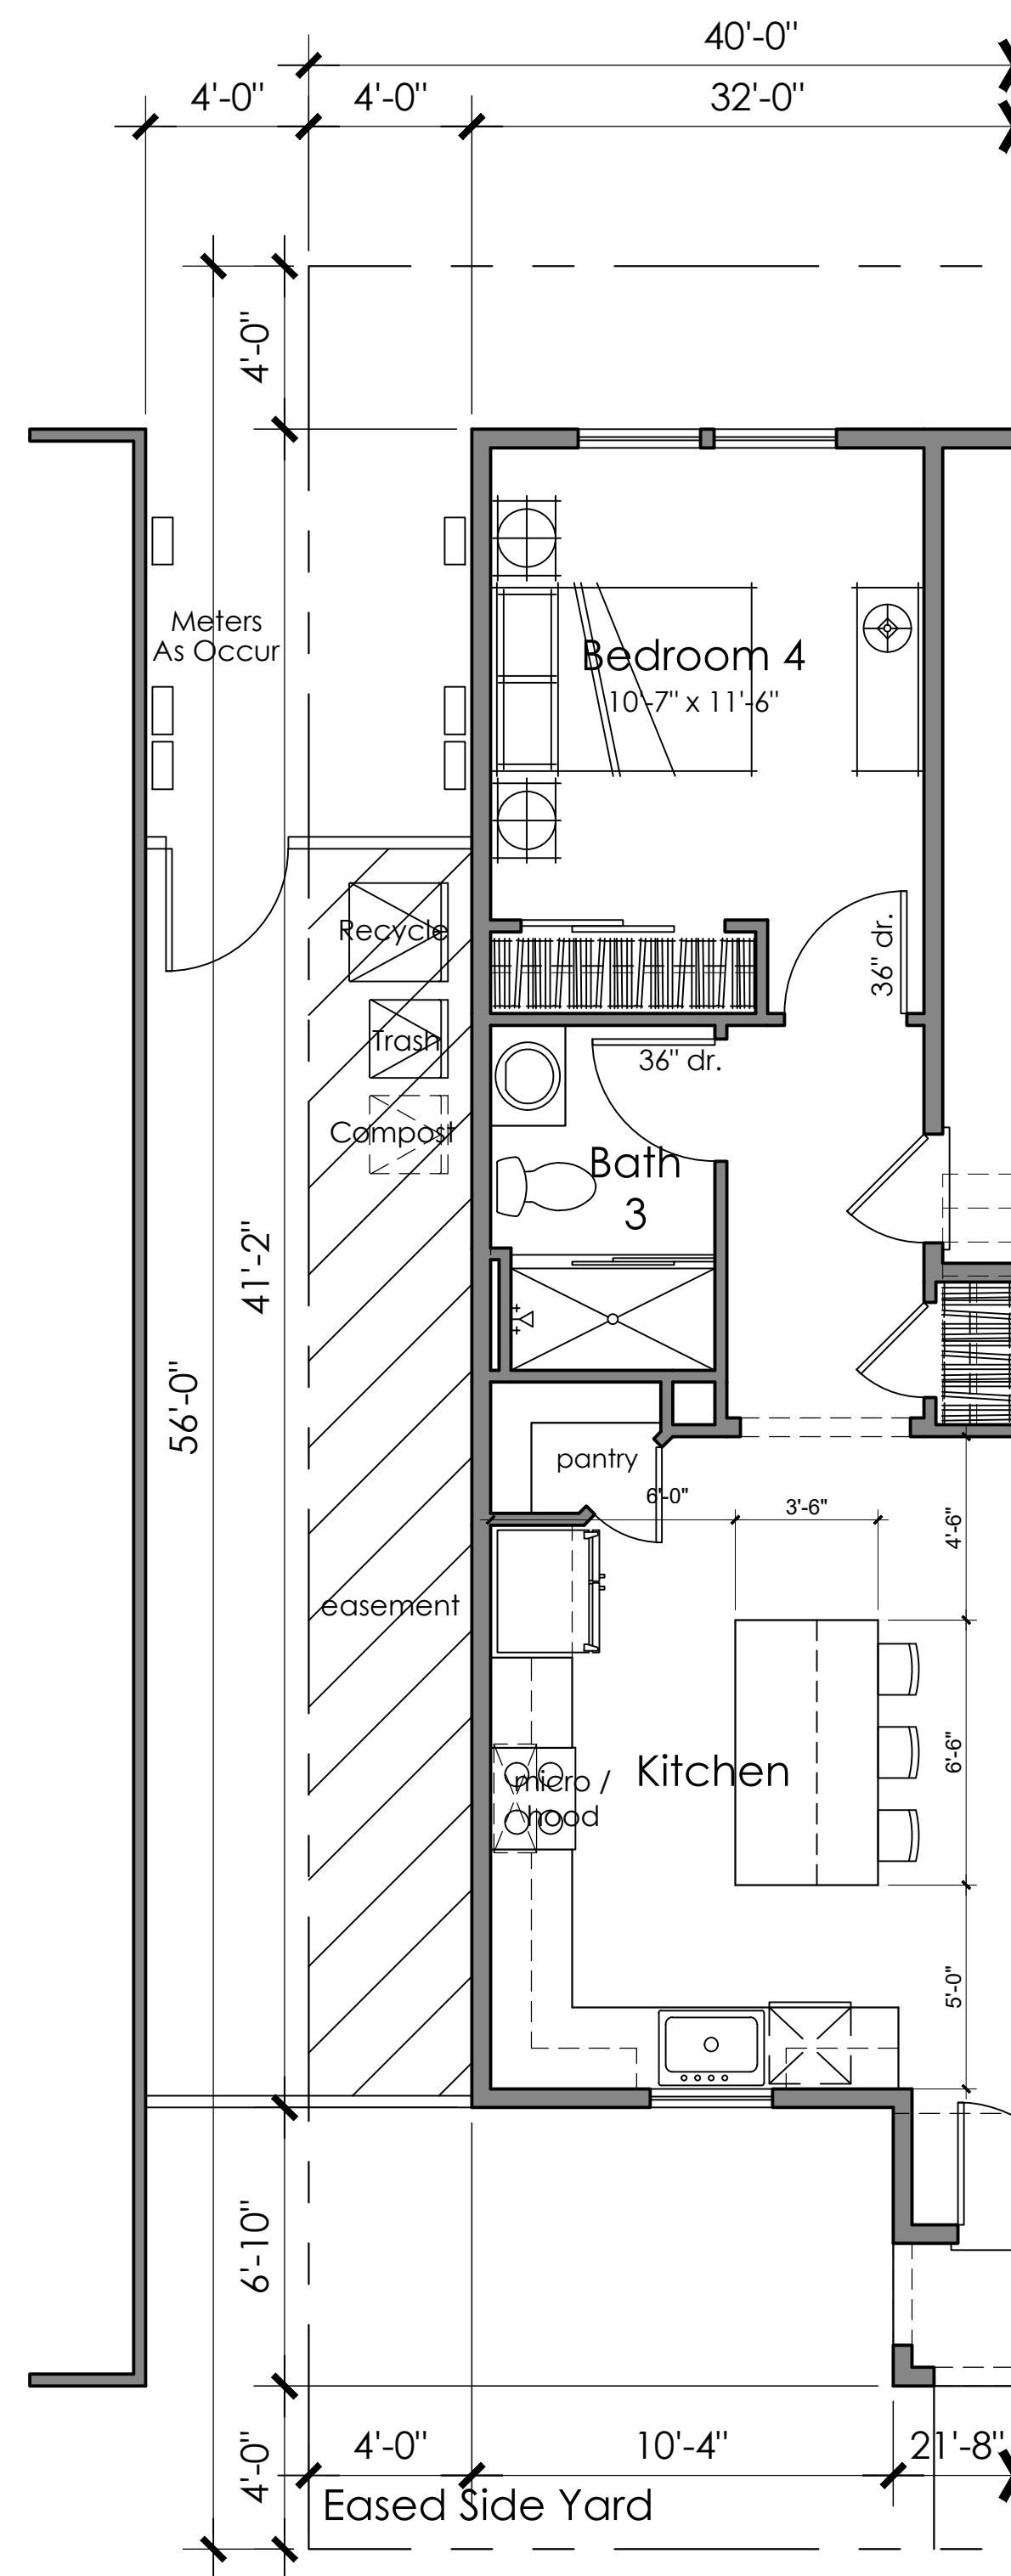 40'-0"
4'-0" 4'-0" 32'-0"
4'-0"
Meters
As Occur
Bedroom 4
10'-7" x 11'-6"
Recycle
36" dr.
Trash
36" dr.
Compost
Bath
3
41'-2"
56'-0"
pantry
6'-0"
3'-6"
4'-6"
easement
Kitchen
micro /
hood
6'-6"
5'-0"
6'-10"
4'-0"
4'-0" 10'-4" 21'-8"
Eased Side Yard